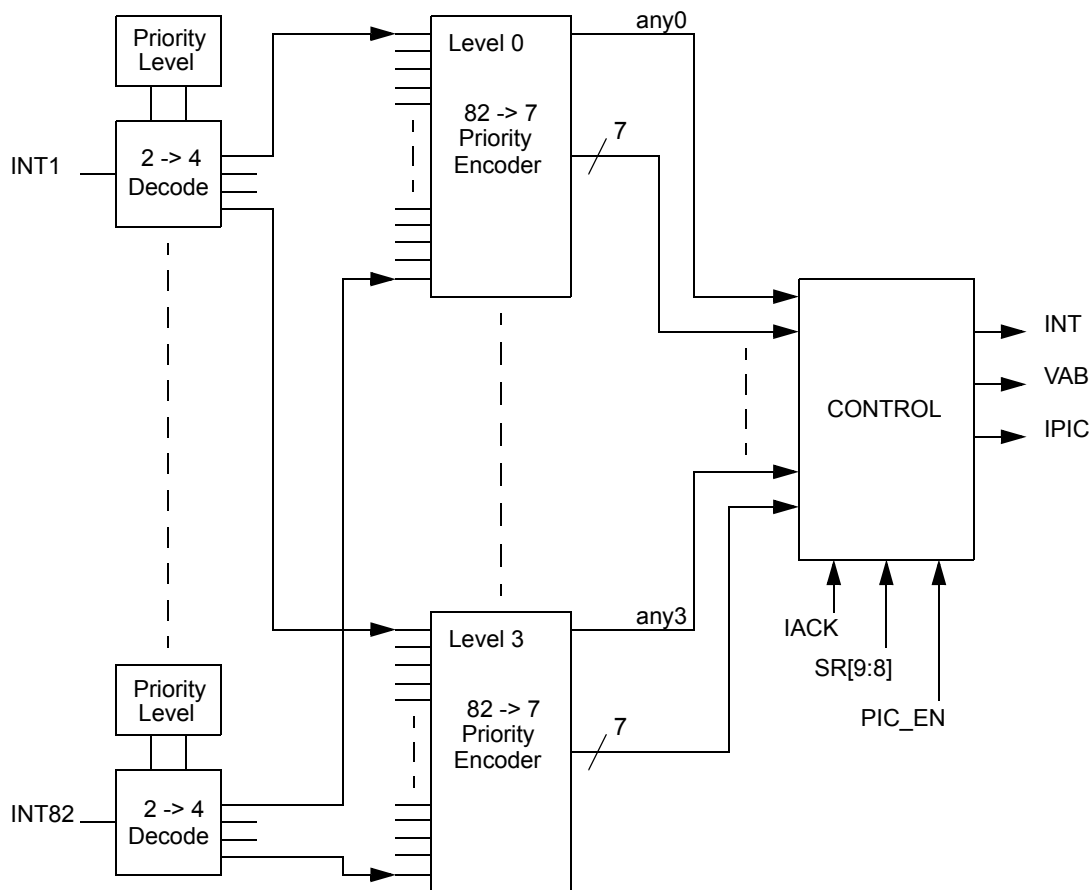 any0
Priority
Level
Level 0
82 -> 7
Priority
Encoder
7
INT1
2 -> 4
Decode
INT
VAB
CONTROL
IPIC
any3
IACK
Level 3
SR[9:8]
Priority
Level
82 -> 7
Priority
Encoder
7
PIC_EN
INT82
2 -> 4
Decode